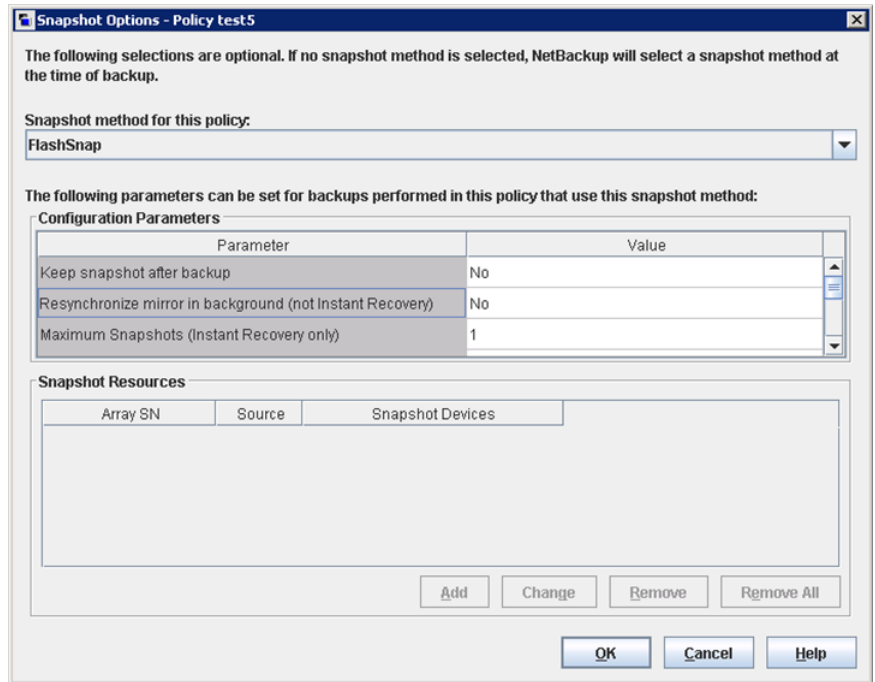 Snapshot Options - Policy test5
The following selections are optional. If no snapshot method is selected, NetBackup will select a snapshot method at
the time of backup.
Snapshot method for this policy:
FlashSnap
The following parameters can be set for backups performed in this policy that use this snapshot method:
Configuration Parameters
Parameter Value
Keep snapshot after backup No
Resynchronize mirror in background (not Instant Recovery) No
Maximum Snapshots (Instant Recovery only) 1
Snapshot Resources
Array SN Source Snapshot Devices
Add Change Remove Remove All
OK Cancel Help